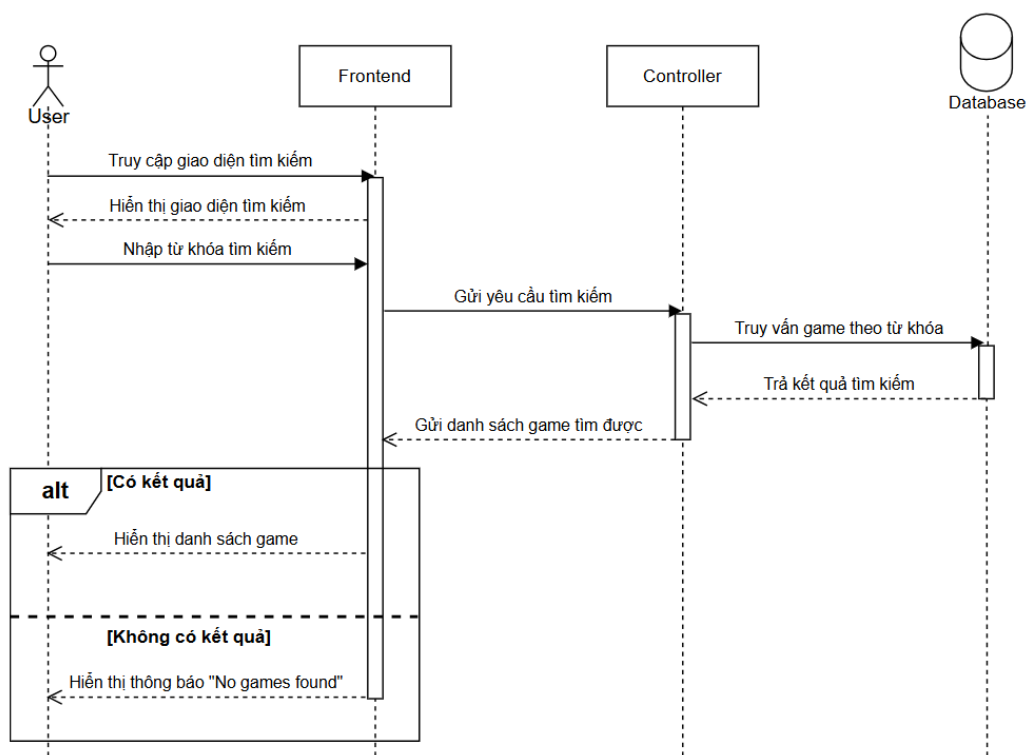 User
Frontend
Controller
Database
Truy cập giao diện tìm kiếm
Hiển thị giao diện tìm kiếm
Nhập từ khóa tìm kiếm
Gửi yêu cầu tìm kiếm
Truy vấn game theo từ khóa
Trả kết quả tìm kiếm
Gửi danh sách game tìm được
alt
[Có kết quả]
Hiển thị danh sách game
[Không có kết quả]
Hiển thị thông báo "No games found"